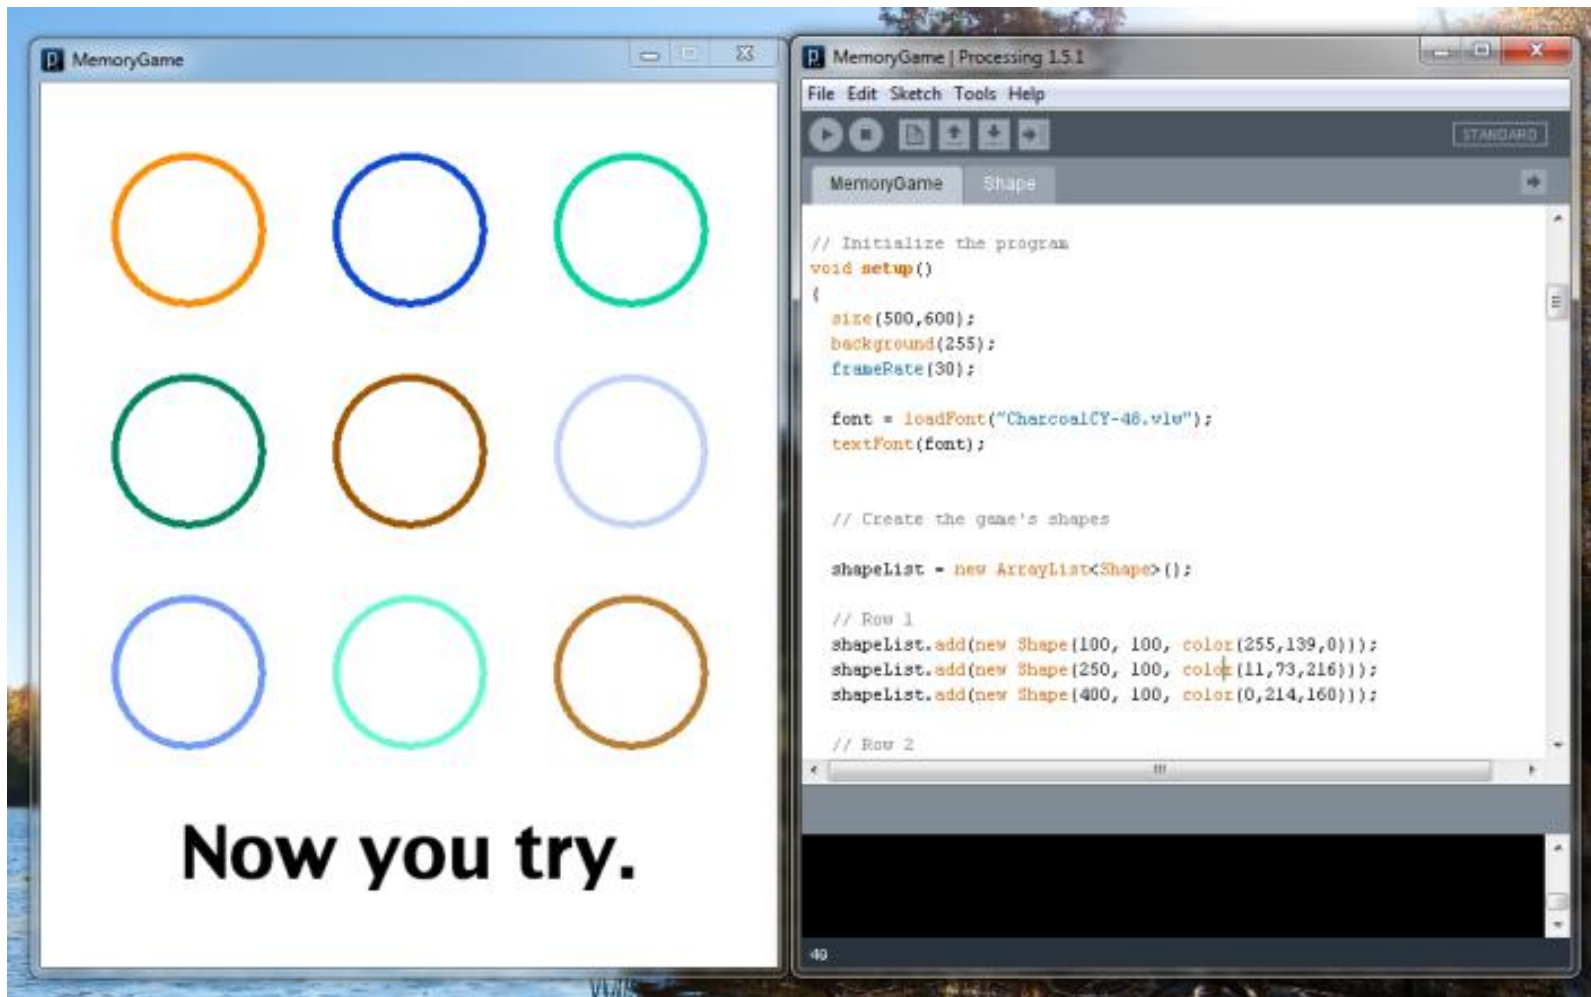 MemoryGame
Now you try.
MemoryGame | Processing 1.5.1
File Edit Sketch Tools Help
STANDARD
MemoryGame Shape
// Initialize the program
void setup()
{
size(500,600);
background(255);
frameRate(30);
font = loadFont("CharcoalCY-48.vlw");
textFont(font);
// Create the game's shapes
shapeList = new ArrayList<Shape>();
// Row 1
shapeList.add(new Shape(100, 100, color(255,139,0)));
shapeList.add(new Shape(250, 100, color(11,73,216)));
shapeList.add(new Shape(400, 100, color(0,214,160)));
// Row 2